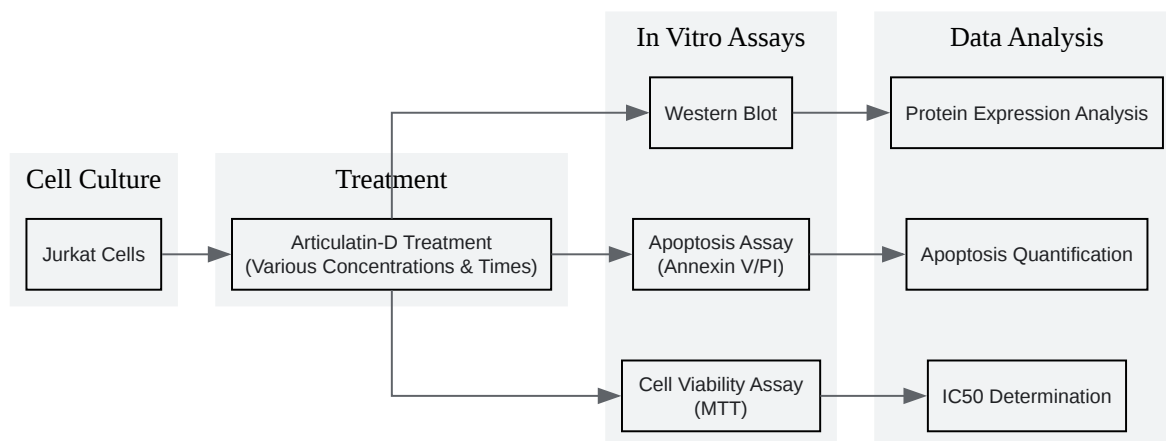 In Vitro Assays
Data Analysis
Western Blot
Protein Expression Analysis
Cell Culture
Treatment
Jurkat Cells
Articulatin-D Treatment
(Various Concentrations & Times)
Apoptosis Assay
(Annexin V/PI)
Apoptosis Quantification
Cell Viability Assay
(MTT)
IC50 Determination